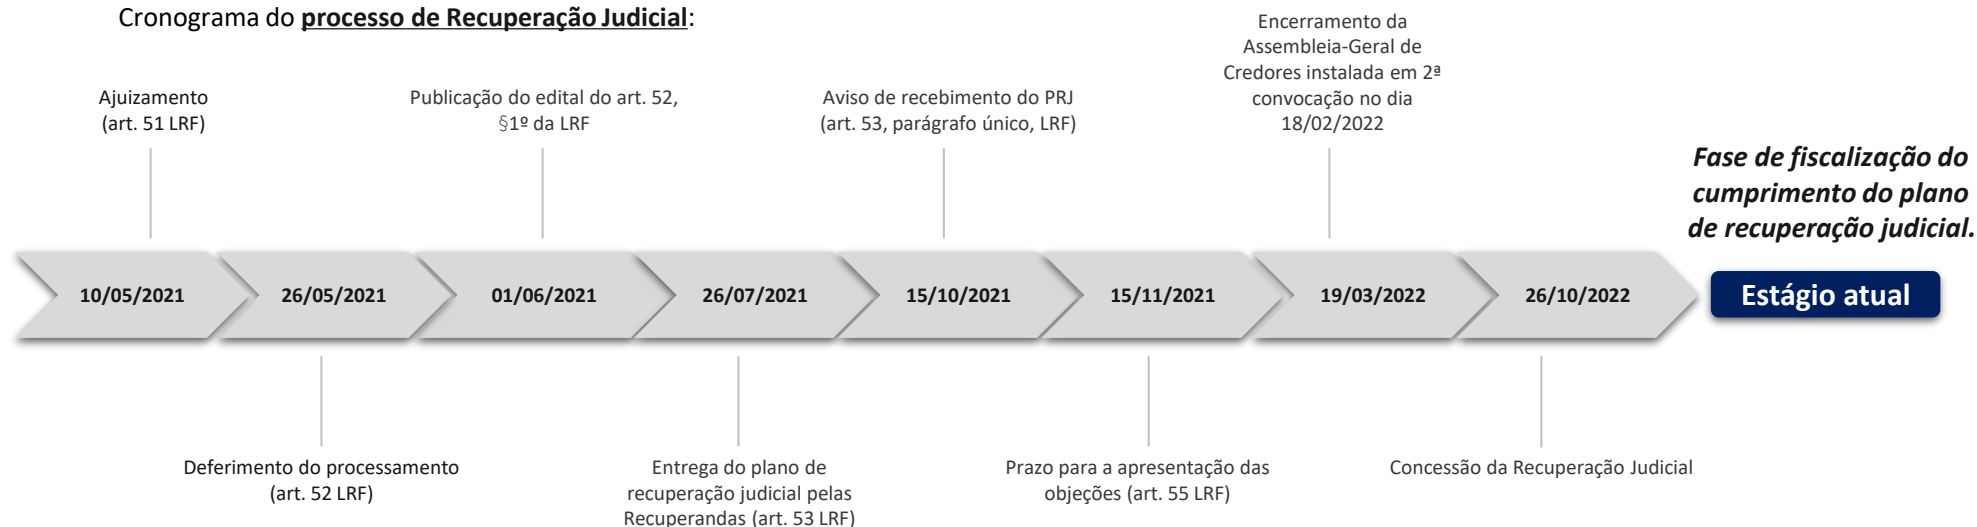 Cronograma do processo de Recuperação Judicial:
Ajuizamento
(art. 51 LRF)
Publicação do edital do art. 52,
§1º da LRF
Aviso de recebimento do PRJ
(art. 53, parágrafo único, LRF)
Encerramento da
Assembleia-Geral de
Credores instalada em 2ª
convocação no dia
18/02/2022
Fase de fiscalização do
cumprimento do plano
de recuperação judicial.
10/05/2021
26/05/2021
01/06/2021
26/07/2021
15/10/2021
15/11/2021
19/03/2022
26/10/2022
Estágio atual
Deferimento do processamento
(art. 52 LRF)
Entrega do plano de
recuperação judicial pelas
Recuperandas (art. 53 LRF)
Prazo para a apresentação das
objeções (art. 55 LRF)
Concessão da Recuperação Judicial